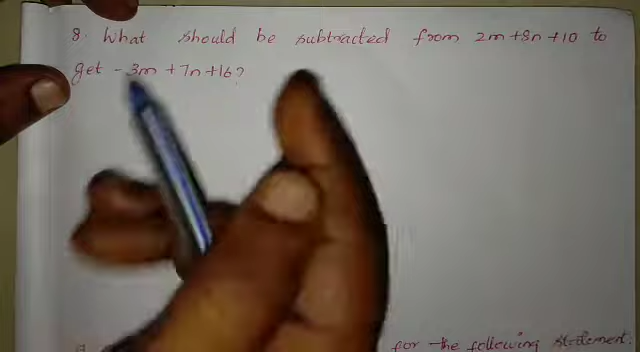 8. What should be subtracted from 2m+8n+10 to
get -3m+7n+16?
for the following statement.